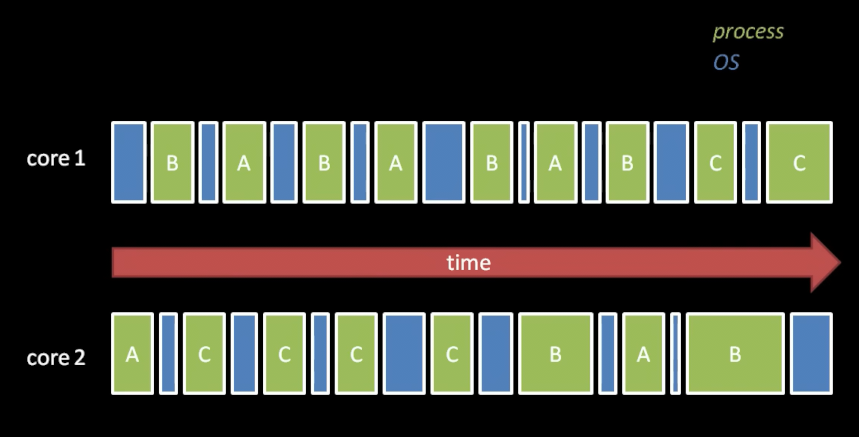 process
OS
core 1
B A B A B A B C C
time
core 2
A C C C C B A B